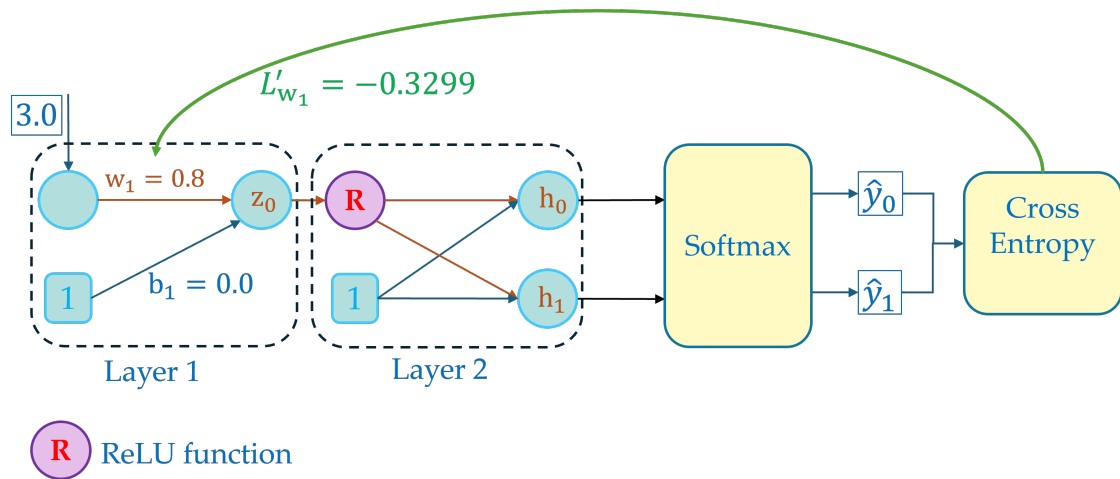 L′w₁ = −0.3299
3.0
w₁ = 0.8
z₀
R
h₀
1
b₁ = 0.0
1
h₁
Layer 1
Layer 2
Softmax
ŷ₀
ŷ₁
Cross
Entropy
R ReLU function